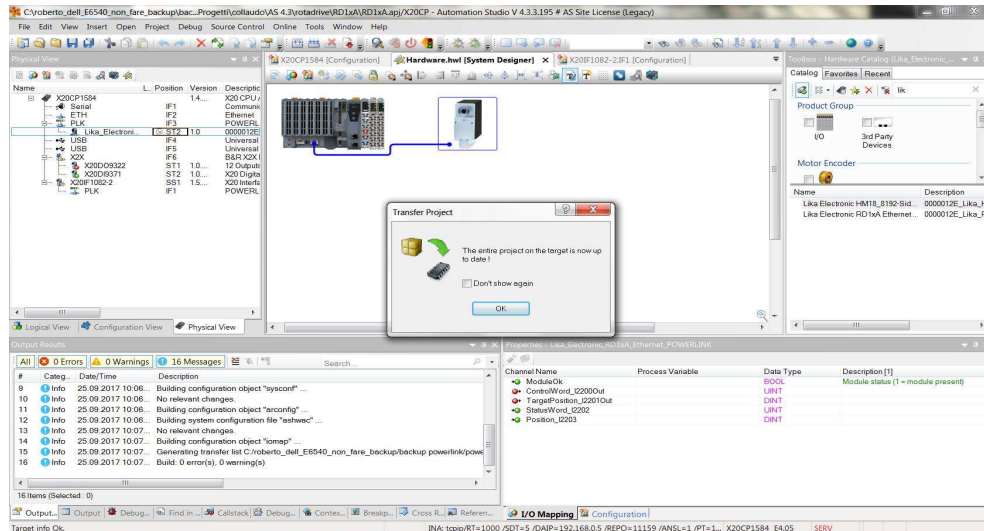 C:\roberto_dell_E6540_non_fare_backup\bac...Progetti\collaudo\AS 4.3\rotadrive\RD1xA\RD1xA.apj/X20CP - Automation Studio V 4.3.3.195 # AS Site License (Legacy)
File Edit View Insert Open Project Debug Source Control Online Tools Window Help
Physical View
X20CP1584 [Configuration] Hardware.hwl [System Designer] X20IF1082-2.IF1 [Configuration]
Toolbox - Hardware Catalog (Lika_Electronic_...
Catalog Favorites Recent
lik
Name L.. Position Version Descriptic
X20CP1584 1.4... X20 CPU
Serial IF1 Communic
ETH IF2 Ethernet
PLK IF3 POWERL
Lika_Electroni... ST2 1.0 0000012E
USB IF4 Universal
USB IF5 Universal
X2X IF6 B&R X2X I
X20DO9322 ST1 1.0... 12 Outputs
X20DI9371 ST2 1.0... X20 Digita
X20IF1082-2 SS1 1.5... X20 Interfa
PLK IF1 POWERL
Product Group
I/O
3rd Party Devices
Motor Encoder
Name Description
Lika Electronic HM18_8192-Sid... 0000012E_Lika_H
Lika Electronic RD1xA Ethernet... 0000012E_Lika_R
Transfer Project
The entire project on the target is now up
to date !
Don't show again
OK
Logical View Configuration View Physical View
Output Results
All 0 Errors 0 Warnings 16 Messages Search...
# Categ... Date/Time Description
9 Info 25.09.2017 10:06... Building configuration object "sysconf" ...
10 Info 25.09.2017 10:06... No relevant changes.
11 Info 25.09.2017 10:06... Building configuration object "arconfig" ...
12 Info 25.09.2017 10:06... Building system configuration file "ashwac" ...
13 Info 25.09.2017 10:07... No relevant changes.
14 Info 25.09.2017 10:07... Building configuration object "iomap" ...
15 Info 25.09.2017 10:07... Generating transfer list C:/roberto_dell_E6540_non_fare_backup/backup powerlink/powe
16 Info 25.09.2017 10:07... Build: 0 error(s), 0 warning(s)
16 Items (Selected : 0)
Output... Output Debug... Find in ... Callstack Debug... Contex... Breakp... Cross R... Referen...
Properties - Lika_Electronic_RD1xA_Ethernet_POWERLINK
Channel Name Process Variable Data Type Description [1]
ModuleOk BOOL Module status (1 = module present)
ControlWord_I2200Out UINT
TargetPosition_I2201Out DINT
StatusWord_I2202 UINT
Position_I2203 DINT
I/O Mapping Configuration
Target info Ok. INA: tcpip/RT=1000 /SDT=5 /DAIP=192.168.0.5 /REPO=11159 /ANSL=1 /PT=1... X20CP1584 E4.05 SERV